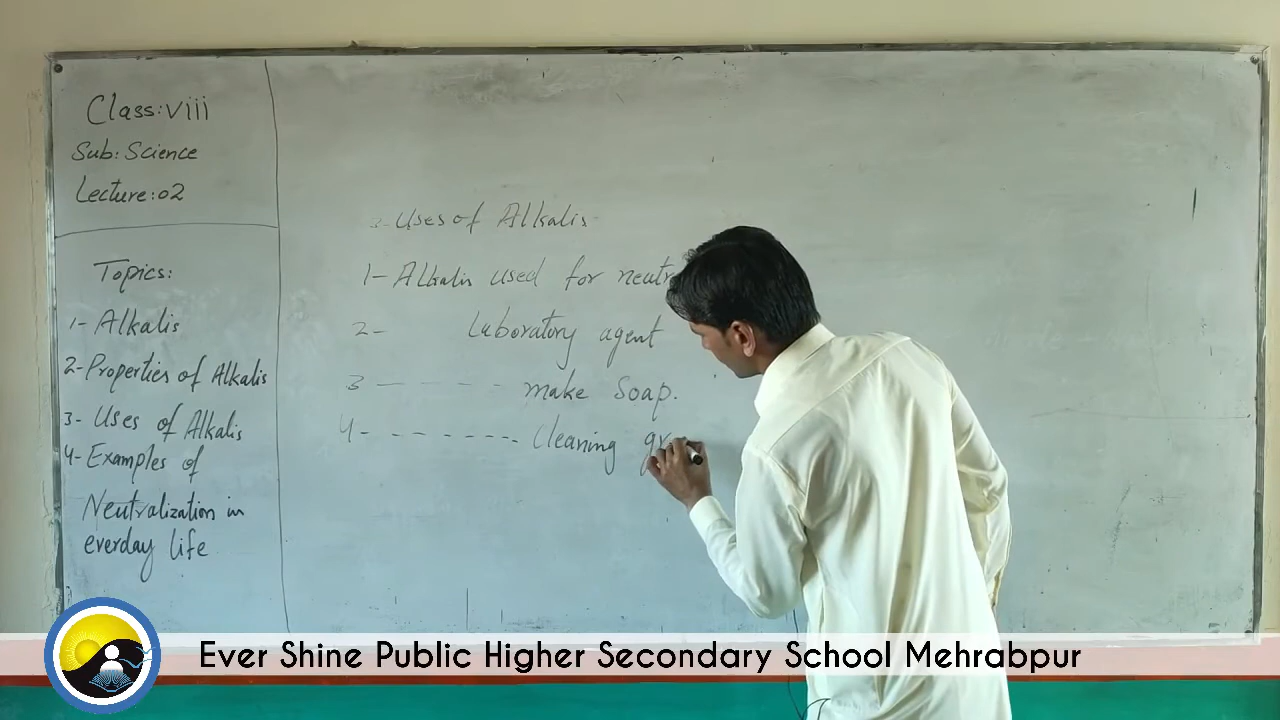 Class: viii
Sub: Science
Lecture: 02
Topics:
1- Alkalis
2- Properties of Alkalis
3- Uses of Alkalis
4- Examples of
Neutralization in
everday life
3- Uses of Alkalis
1- Alkalis used for neutr
2- Laboratory agent
3 - - - - - make Soap.
4- - - - - - - - Cleaning gr
Ever Shine Public Higher Secondary School Mehrabpur